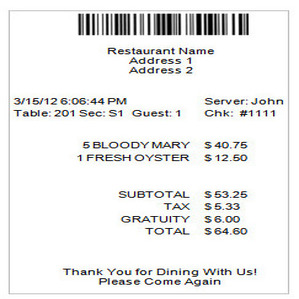 Restaurant Name
Address 1
Address 2
3/15/12 6:06:44 PM Server: John
Table: 201 Sec: S1 Guest: 1 Chk: #1111
5 BLOODY MARY $ 40.75
1 FRESH OYSTER $ 12.50
SUBTOTAL $ 53.25
TAX $ 5.33
GRATUITY $ 6.00
TOTAL $ 64.60
Thank You for Dining With Us!
Please Come Again